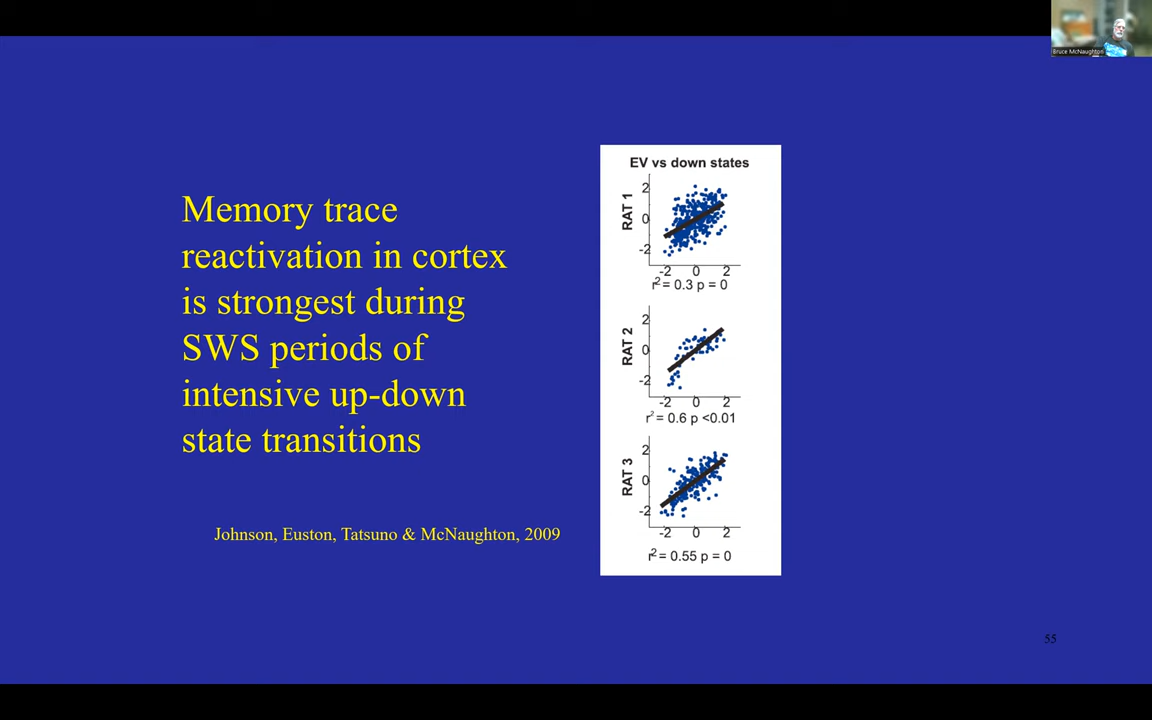 Bruce McNaughton
Memory trace
reactivation in cortex
is strongest during
SWS periods of
intensive up-down
state transitions
Johnson, Euston, Tatsuno & McNaughton, 2009
EV vs down states
RAT 1
2
0
-2
-2 0 2
r² = 0.3 p = 0
RAT 2
2
0
-2
-2 0 2
r² = 0.6 p <0.01
RAT 3
2
0
-2
-2 0 2
r² = 0.55 p = 0
55